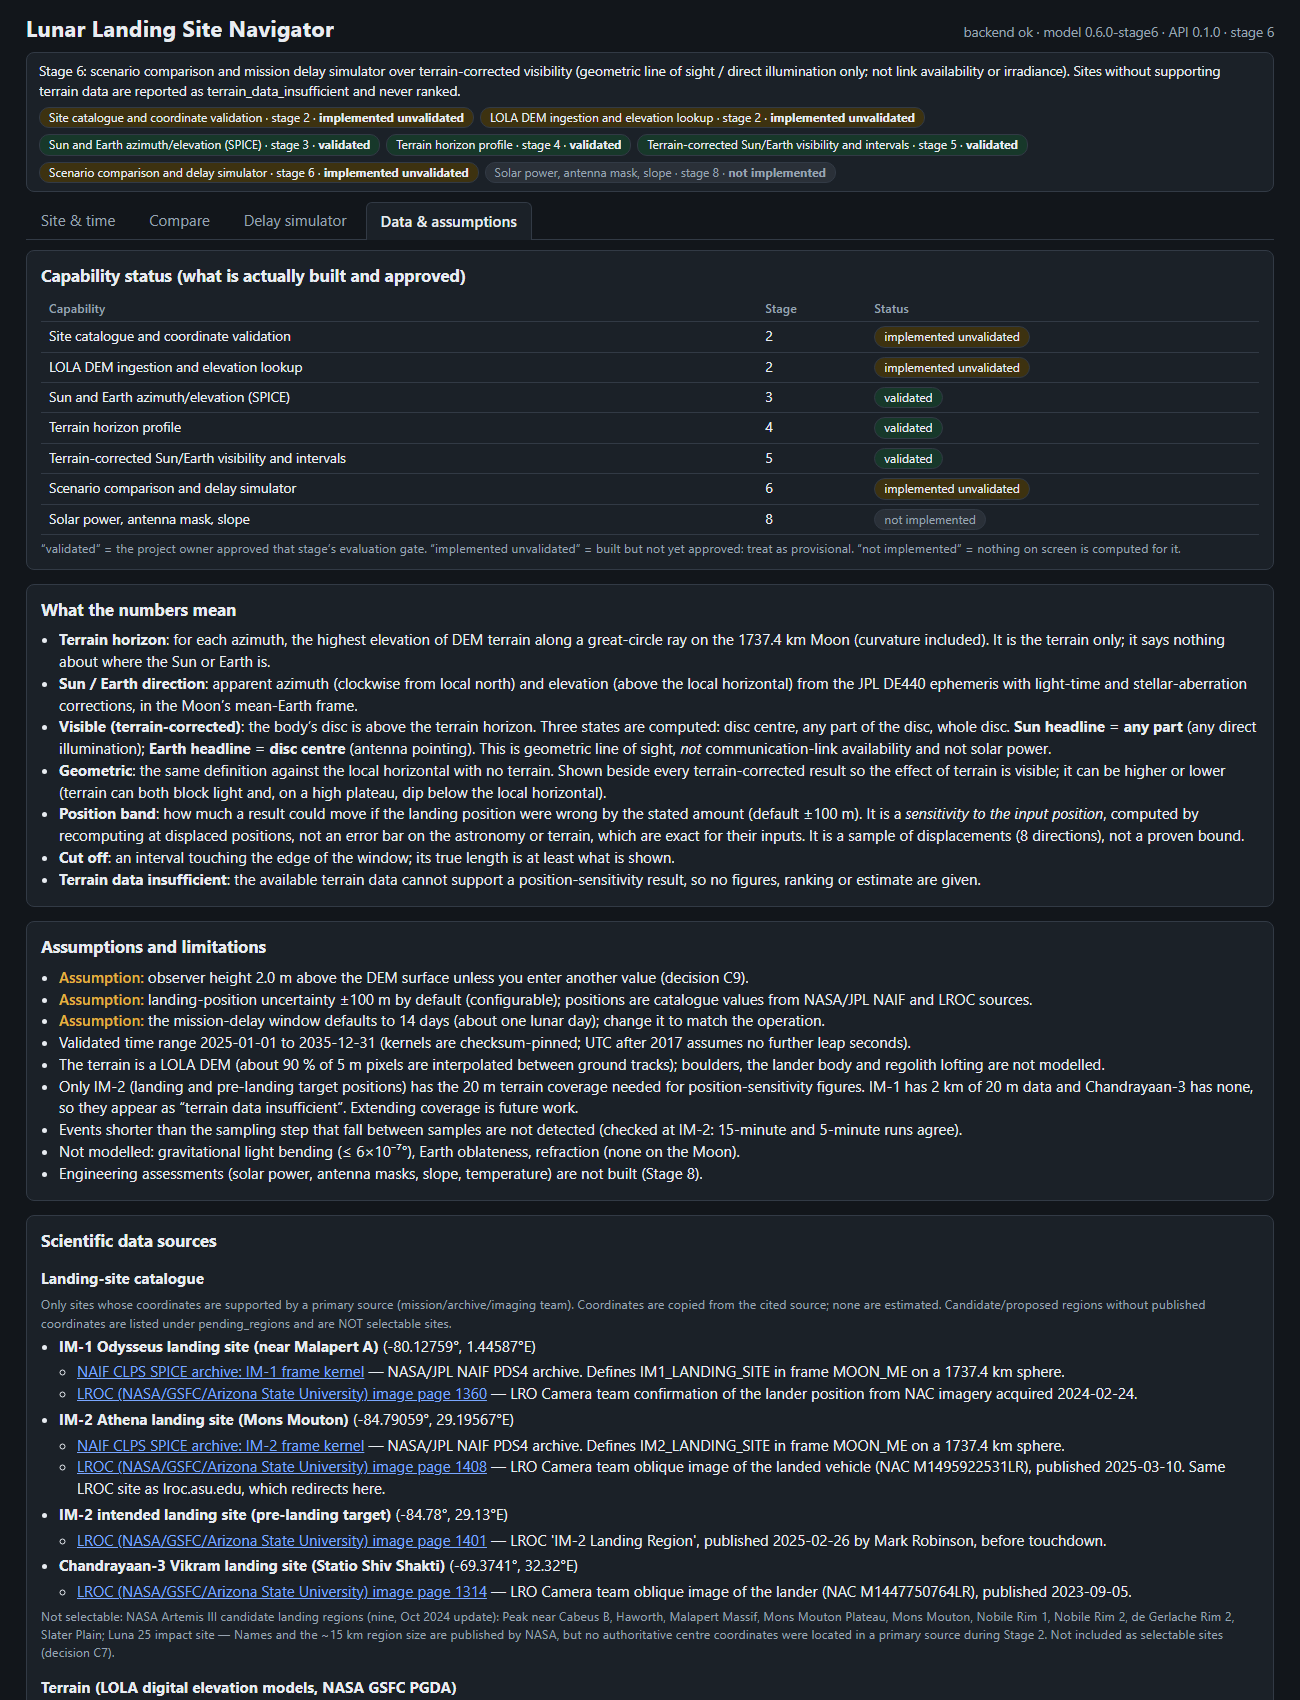 Lunar Landing Site Navigator
backend ok · model 0.6.0-stage6 · API 0.1.0 · stage 6
Stage 6: scenario comparison and mission delay simulator over terrain-corrected visibility (geometric line of sight / direct illumination only; not link availability or irradiance). Sites without supporting
terrain data are reported as terrain_data_insufficient and never ranked.
Site catalogue and coordinate validation · stage 2 · implemented unvalidated
LOLA DEM ingestion and elevation lookup · stage 2 · implemented unvalidated
Sun and Earth azimuth/elevation (SPICE) · stage 3 · validated
Terrain horizon profile · stage 4 · validated
Terrain-corrected Sun/Earth visibility and intervals · stage 5 · validated
Scenario comparison and delay simulator · stage 6 · implemented unvalidated
Solar power, antenna mask, slope · stage 8 · not implemented
Site & time
Compare
Delay simulator
Data & assumptions
Capability status (what is actually built and approved)
Capability Stage Status
Site catalogue and coordinate validation 2 implemented unvalidated
LOLA DEM ingestion and elevation lookup 2 implemented unvalidated
Sun and Earth azimuth/elevation (SPICE) 3 validated
Terrain horizon profile 4 validated
Terrain-corrected Sun/Earth visibility and intervals 5 validated
Scenario comparison and delay simulator 6 implemented unvalidated
Solar power, antenna mask, slope 8 not implemented
“validated” = the project owner approved that stage’s evaluation gate. “implemented unvalidated” = built but not yet approved: treat as provisional. “not implemented” = nothing on screen is computed for it.
What the numbers mean
• Terrain horizon: for each azimuth, the highest elevation of DEM terrain along a great-circle ray on the 1737.4 km Moon (curvature included). It is the terrain only; it says nothing
about where the Sun or Earth is.
• Sun / Earth direction: apparent azimuth (clockwise from local north) and elevation (above the local horizontal) from the JPL DE440 ephemeris with light-time and stellar-aberration
corrections, in the Moon’s mean-Earth frame.
• Visible (terrain-corrected): the body’s disc is above the terrain horizon. Three states are computed: disc centre, any part of the disc, whole disc. Sun headline = any part (any direct
illumination); Earth headline = disc centre (antenna pointing). This is geometric line of sight, not communication-link availability and not solar power.
• Geometric: the same definition against the local horizontal with no terrain. Shown beside every terrain-corrected result so the effect of terrain is visible; it can be higher or lower
(terrain can both block light and, on a high plateau, dip below the local horizontal).
• Position band: how much a result could move if the landing position were wrong by the stated amount (default ±100 m). It is a sensitivity to the input position, computed by
recomputing at displaced positions, not an error bar on the astronomy or terrain, which are exact for their inputs. It is a sample of displacements (8 directions), not a proven bound.
• Cut off: an interval touching the edge of the window; its true length is at least what is shown.
• Terrain data insufficient: the available terrain data cannot support a position-sensitivity result, so no figures, ranking or estimate are given.
Assumptions and limitations
• Assumption: observer height 2.0 m above the DEM surface unless you enter another value (decision C9).
• Assumption: landing-position uncertainty ±100 m by default (configurable); positions are catalogue values from NASA/JPL NAIF and LROC sources.
• Assumption: the mission-delay window defaults to 14 days (about one lunar day); change it to match the operation.
• Validated time range 2025-01-01 to 2035-12-31 (kernels are checksum-pinned; UTC after 2017 assumes no further leap seconds).
• The terrain is a LOLA DEM (about 90 % of 5 m pixels are interpolated between ground tracks); boulders, the lander body and regolith lofting are not modelled.
• Only IM-2 (landing and pre-landing target positions) has the 20 m terrain coverage needed for position-sensitivity figures. IM-1 has 2 km of 20 m data and Chandrayaan-3 has none,
so they appear as “terrain data insufficient”. Extending coverage is future work.
• Events shorter than the sampling step that fall between samples are not detected (checked at IM-2: 15-minute and 5-minute runs agree).
• Not modelled: gravitational light bending (≤ 6×10⁻⁷°), Earth oblateness, refraction (none on the Moon).
• Engineering assessments (solar power, antenna masks, slope, temperature) are not built (Stage 8).
Scientific data sources
Landing-site catalogue
Only sites whose coordinates are supported by a primary source (mission/archive/imaging team). Coordinates are copied from the cited source; none are estimated. Candidate/proposed regions without published
coordinates are listed under pending_regions and are NOT selectable sites.
• IM-1 Odysseus landing site (near Malapert A) (-80.12759°, 1.44587°E)
◦ NAIF CLPS SPICE archive: IM-1 frame kernel — NASA/JPL NAIF PDS4 archive. Defines IM1_LANDING_SITE in frame MOON_ME on a 1737.4 km sphere.
◦ LROC (NASA/GSFC/Arizona State University) image page 1360 — LRO Camera team confirmation of the lander position from NAC imagery acquired 2024-02-24.
• IM-2 Athena landing site (Mons Mouton) (-84.79059°, 29.19567°E)
◦ NAIF CLPS SPICE archive: IM-2 frame kernel — NASA/JPL NAIF PDS4 archive. Defines IM2_LANDING_SITE in frame MOON_ME on a 1737.4 km sphere.
◦ LROC (NASA/GSFC/Arizona State University) image page 1408 — LRO Camera team oblique image of the landed vehicle (NAC M1495922531LR), published 2025-03-10. Same
LROC site as lroc.asu.edu, which redirects here.
• IM-2 intended landing site (pre-landing target) (-84.78°, 29.13°E)
◦ LROC (NASA/GSFC/Arizona State University) image page 1401 — LROC 'IM-2 Landing Region', published 2025-02-26 by Mark Robinson, before touchdown.
• Chandrayaan-3 Vikram landing site (Statio Shiv Shakti) (-69.3741°, 32.32°E)
◦ LROC (NASA/GSFC/Arizona State University) image page 1314 — LRO Camera team oblique image of the lander (NAC M1447750764LR), published 2023-09-05.
Not selectable: NASA Artemis III candidate landing regions (nine, Oct 2024 update): Peak near Cabeus B, Haworth, Malapert Massif, Mons Mouton Plateau, Mons Mouton, Nobile Rim 1, Nobile Rim 2, de Gerlache Rim 2,
Slater Plain; Luna 25 impact site — Names and the ~15 km region size are published by NASA, but no authoritative centre coordinates were located in a primary source during Stage 2. Not included as selectable sites
(decision C7).
Terrain (LOLA digital elevation models, NASA GSFC PGDA)